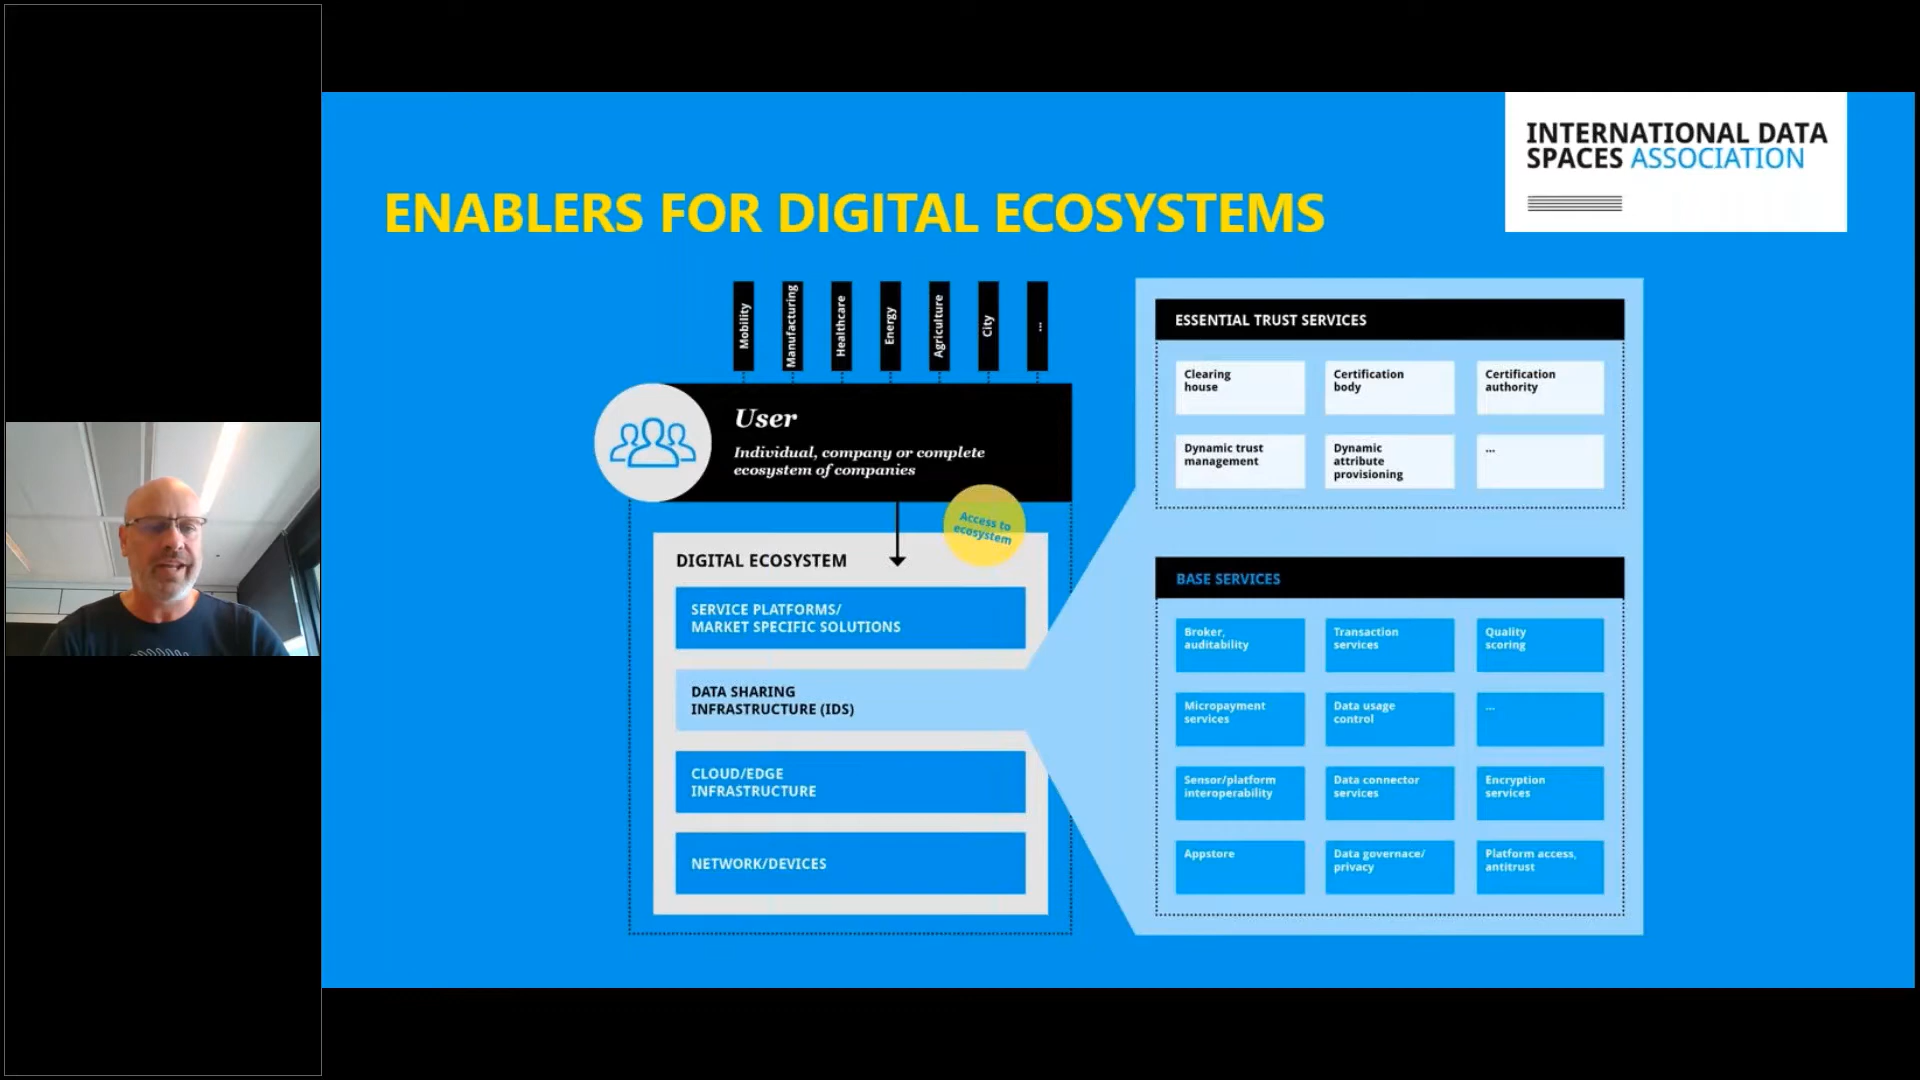 INTERNATIONAL DATA
SPACES ASSOCIATION
ENABLERS FOR DIGITAL ECOSYSTEMS
Mobility
Manufacturing
Healthcare
Energy
Agriculture
City
...
User
Individual, company or complete
ecosystem of companies
Access to
ecosystem
DIGITAL ECOSYSTEM
SERVICE PLATFORMS/
MARKET SPECIFIC SOLUTIONS
DATA SHARING
INFRASTRUCTURE (IDS)
CLOUD/EDGE
INFRASTRUCTURE
NETWORK/DEVICES
ESSENTIAL TRUST SERVICES
Clearing
house
Certification
body
Certification
authority
Dynamic trust
management
Dynamic
attribute
provisioning
...
BASE SERVICES
Broker,
auditability
Transaction
services
Quality
scoring
Micropayment
services
Data usage
control
...
Sensor/platform
interoperability
Data connector
services
Encryption
services
Appstore
Data governace/
privacy
Platform access,
antitrust